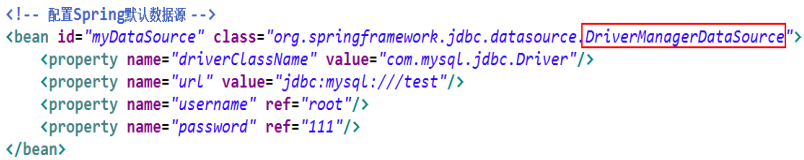 <!-- 配置Spring默认数据源 -->
<bean id="myDataSource" class="org.springframework.jdbc.datasource.DriverManagerDataSource">
<property name="driverClassName" value="com.mysql.jdbc.Driver"/>
<property name="url" value="jdbc:mysql:///test"/>
<property name="username" ref="root"/>
<property name="password" ref="111"/>
</bean>